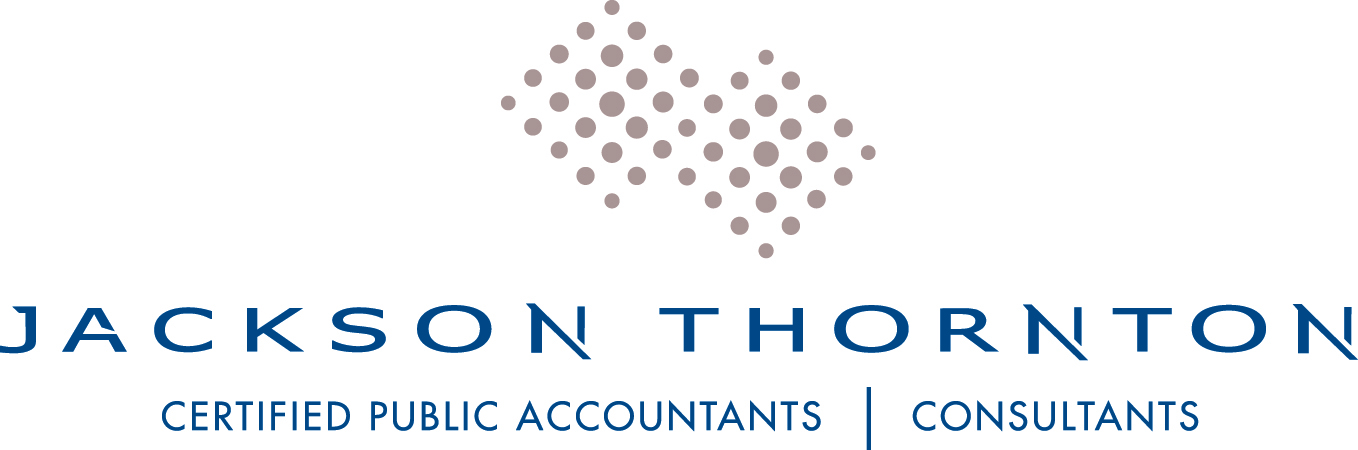 JACKSON THORNTON
CERTIFIED PUBLIC ACCOUNTANTS | CONSULTANTS